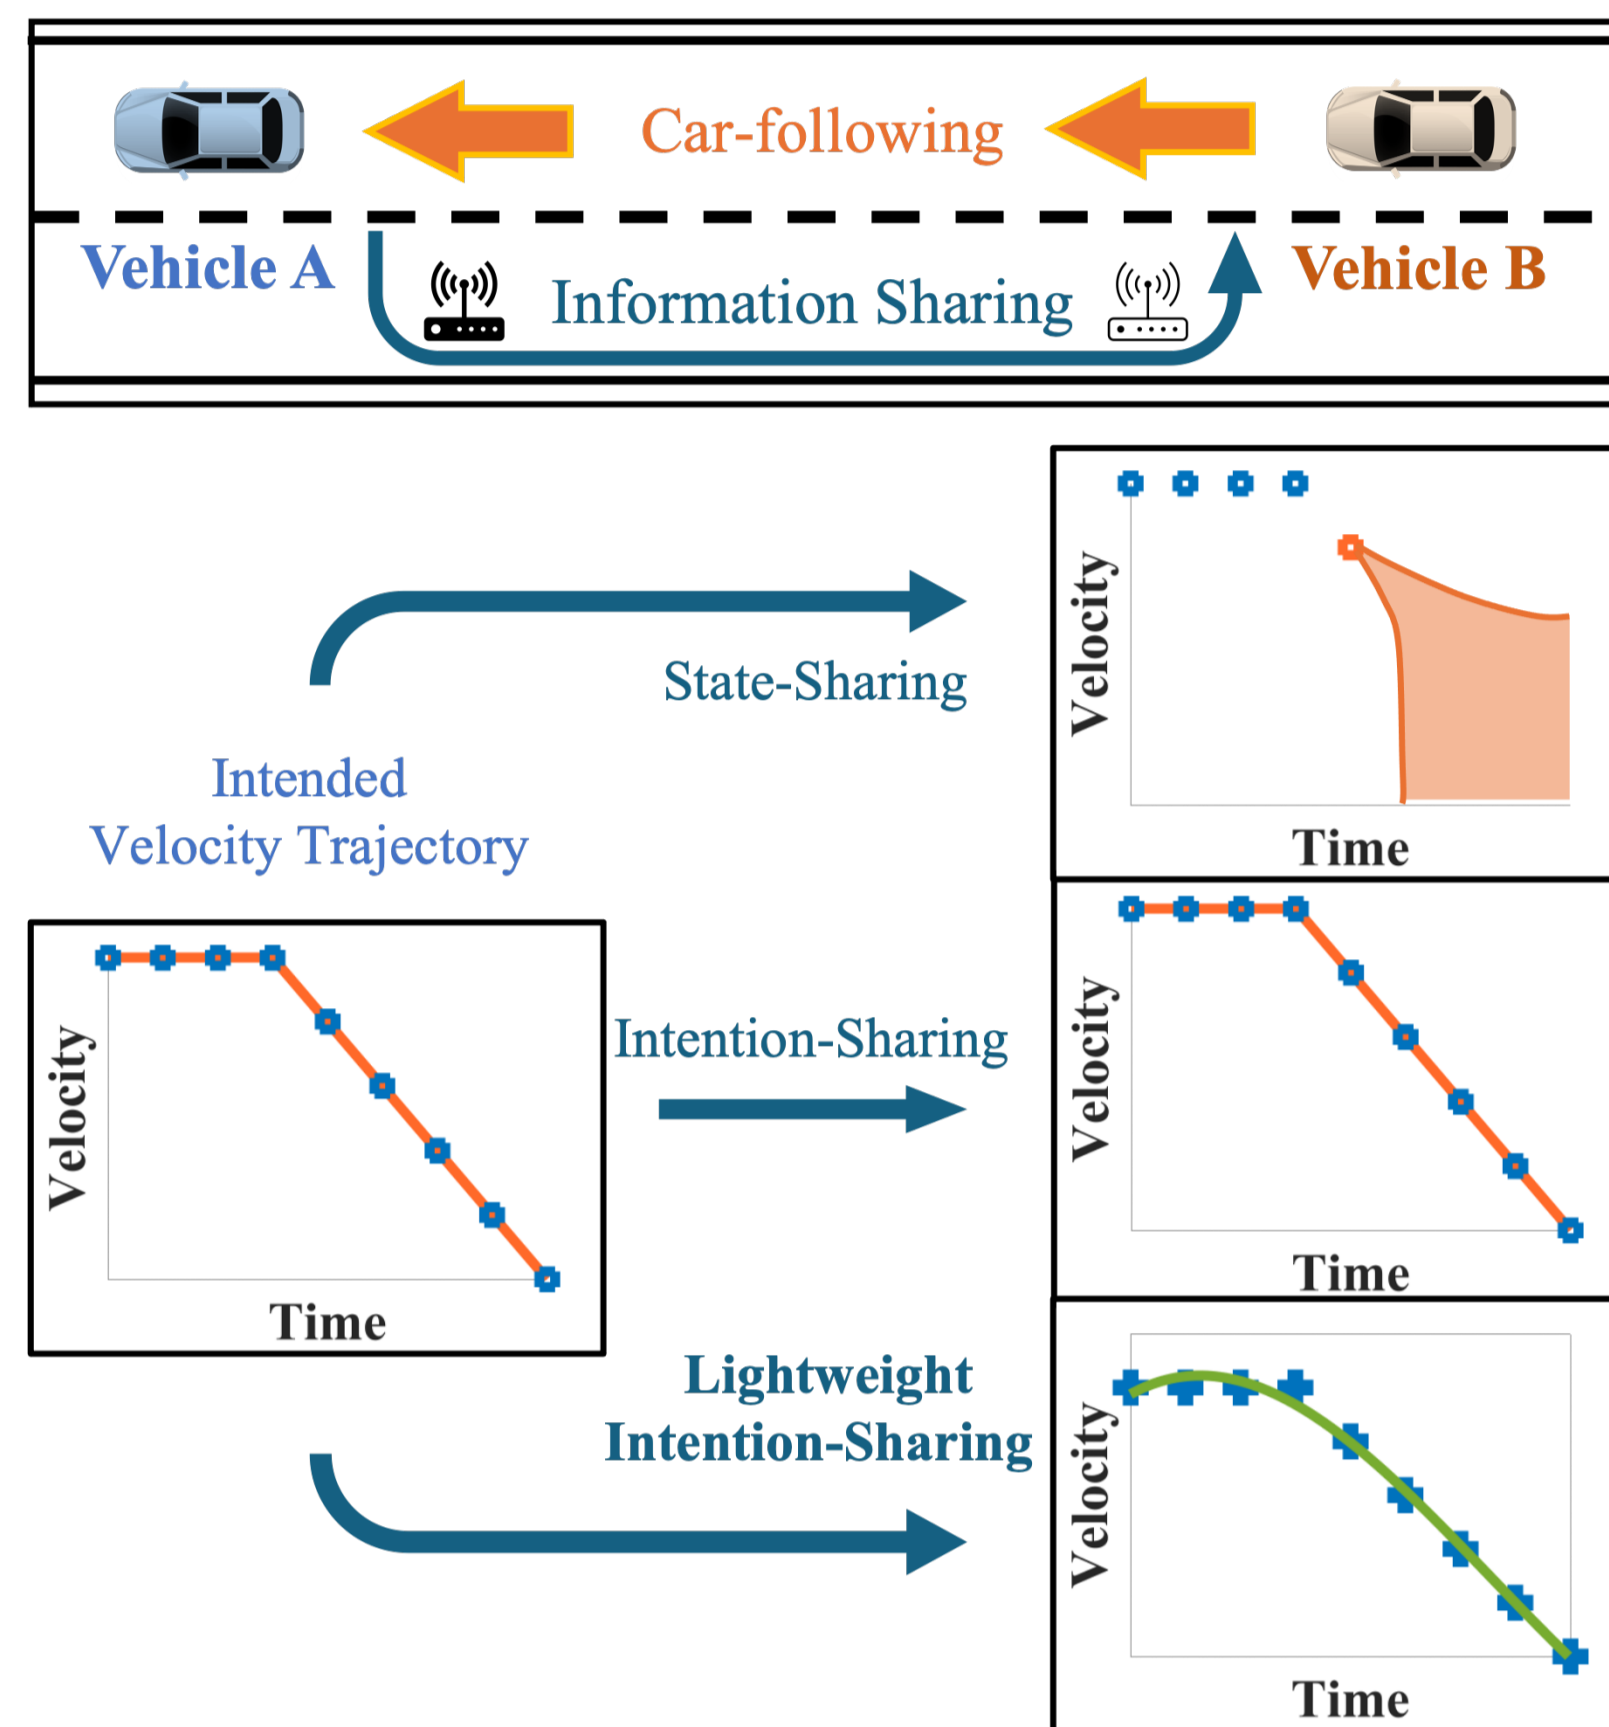 Car-following
Vehicle A
Information Sharing
Vehicle B
Velocity
Time
State-Sharing
Intended
Velocity Trajectory
Velocity
Time
Intention-Sharing
Velocity
Time
Lightweight
Intention-Sharing
Velocity
Time